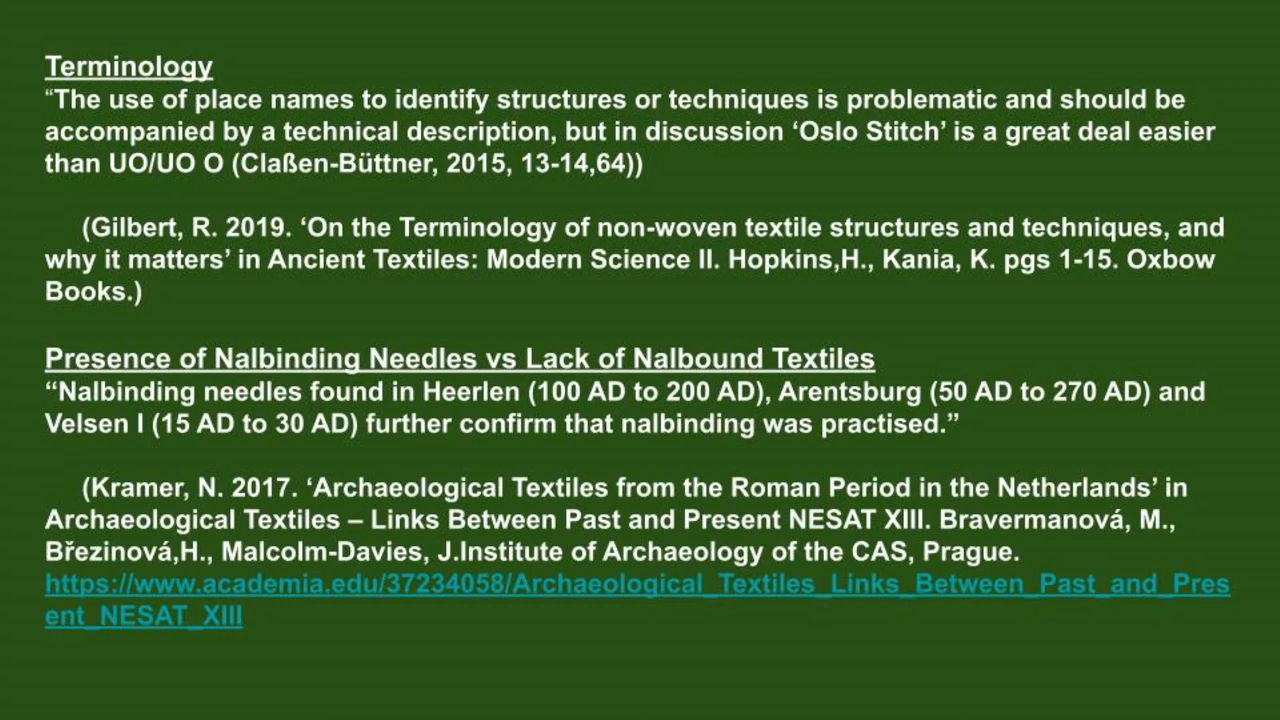 Terminology
“The use of place names to identify structures or techniques is problematic and should be
accompanied by a technical description, but in discussion ‘Oslo Stitch’ is a great deal easier
than UO/UO O (Claßen-Büttner, 2015, 13-14,64))
(Gilbert, R. 2019. ‘On the Terminology of non-woven textile structures and techniques, and
why it matters’ in Ancient Textiles: Modern Science II. Hopkins,H., Kania, K. pgs 1-15. Oxbow
Books.)
Presence of Nalbinding Needles vs Lack of Nalbound Textiles
“Nalbinding needles found in Heerlen (100 AD to 200 AD), Arentsburg (50 AD to 270 AD) and
Velsen I (15 AD to 30 AD) further confirm that nalbinding was practised.”
(Kramer, N. 2017. ‘Archaeological Textiles from the Roman Period in the Netherlands’ in
Archaeological Textiles – Links Between Past and Present NESAT XIII. Bravermanová, M.,
Březinová,H., Malcolm-Davies, J.Institute of Archaeology of the CAS, Prague.
https://www.academia.edu/37234058/Archaeological_Textiles_Links_Between_Past_and_Pres
ent_NESAT_XIII